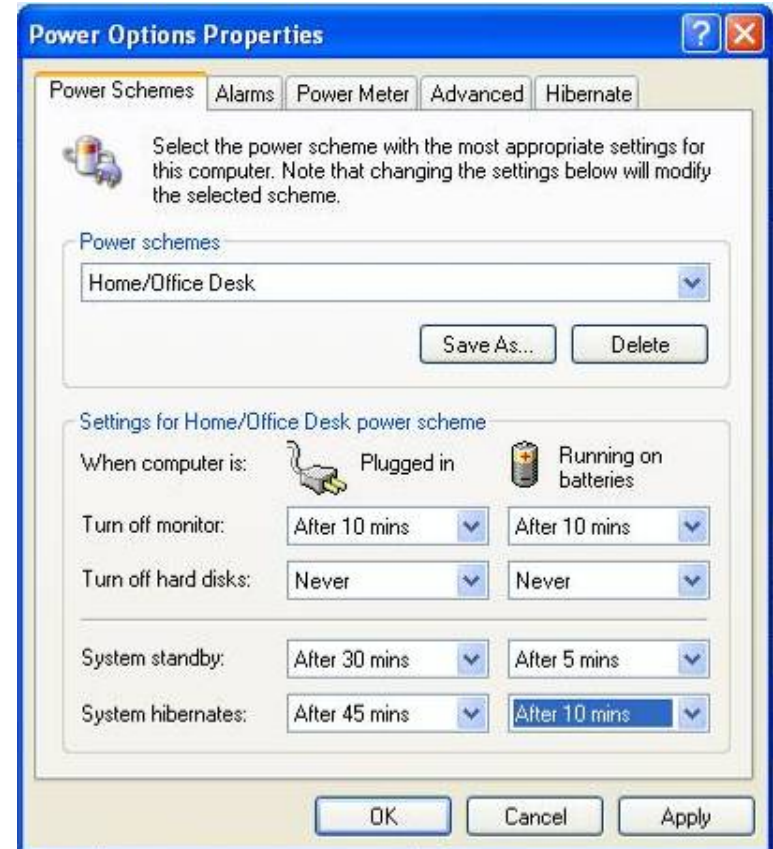 Power Options Properties
Power Schemes Alarms Power Meter Advanced Hibernate
Select the power scheme with the most appropriate settings for
this computer. Note that changing the settings below will modify
the selected scheme.
Power schemes
Home/Office Desk
Save As... Delete
Settings for Home/Office Desk power scheme
When computer is: Plugged in Running on
batteries
Turn off monitor: After 10 mins After 10 mins
Turn off hard disks: Never Never
System standby: After 30 mins After 5 mins
System hibernates: After 45 mins After 10 mins
OK Cancel Apply